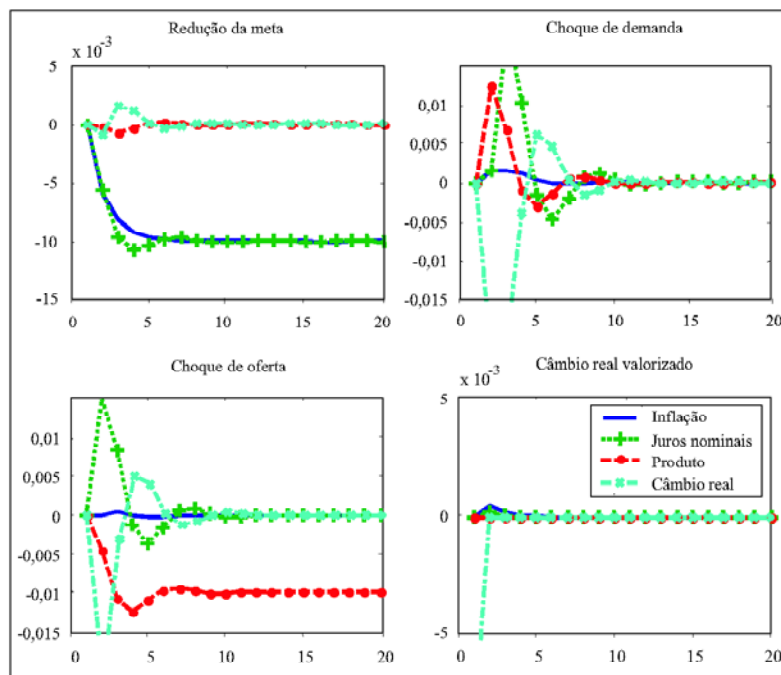 Redução da meta
x 10⁻³
5
0
-5
-10
-15
0 5 10 15 20
Choque de demanda
0,01
0,005
0
-0,005
-0,01
-0,015
0 5 10 15 20
Choque de oferta
0,01
0,005
0
-0,005
-0,01
-0,015
0 5 10 15 20
Câmbio real valorizado
x 10⁻³
5
0
-5
0 5 10 15 20
Inflação
Juros nominais
Produto
Câmbio real